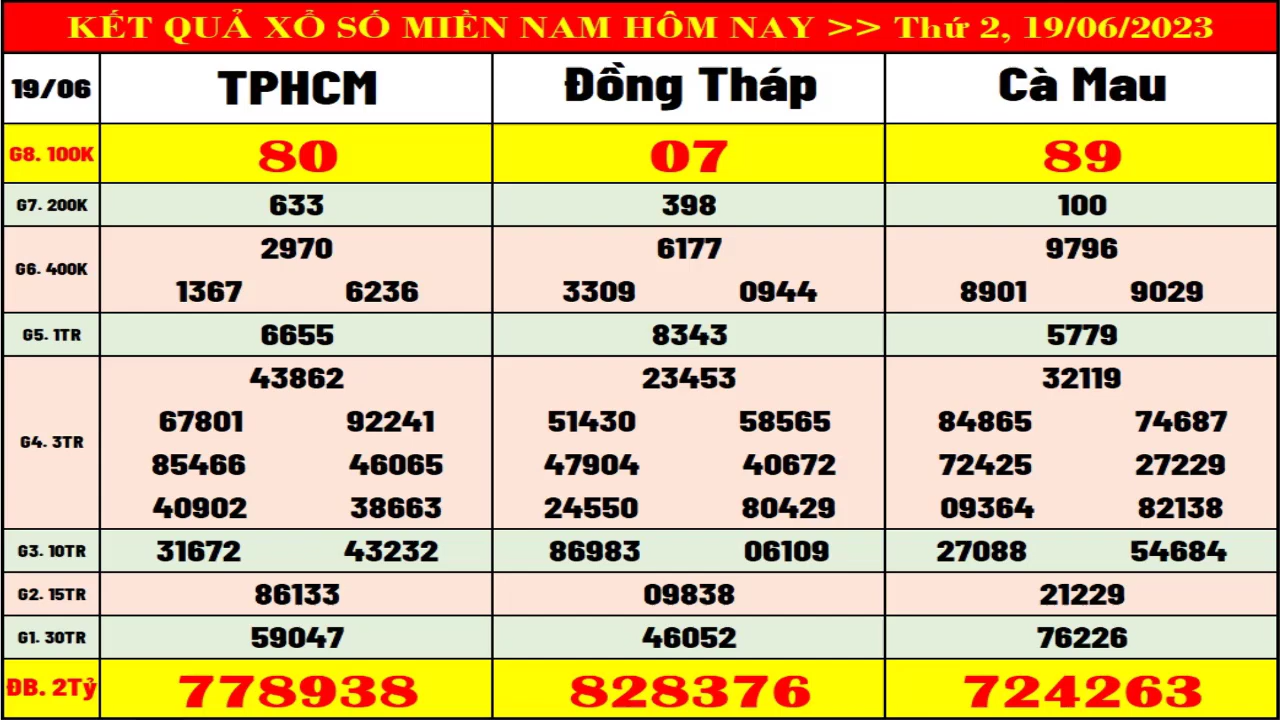 KẾT QUẢ XỔ SỐ MIỀN NAM HÔM NAY >> Thứ 2, 19/06/2023
19/06 TPHCM Đồng Tháp Cà Mau
G8. 100K 80 07 89
G7. 200K 633 398 100
2970 6177 9796
G6. 400K
1367 6236 3309 0944 8901 9029
G5. 1TR 6655 8343 5779
43862 23453 32119
67801 92241 51430 58565 84865 74687
G4. 3TR
85466 46065 47904 40672 72425 27229
40902 38663 24550 80429 09364 82138
G3. 10TR 31672 43232 86983 06109 27088 54684
G2. 15TR 86133 09838 21229
G1. 30TR 59047 46052 76226
ĐB. 2Tỷ 778938 828376 724263